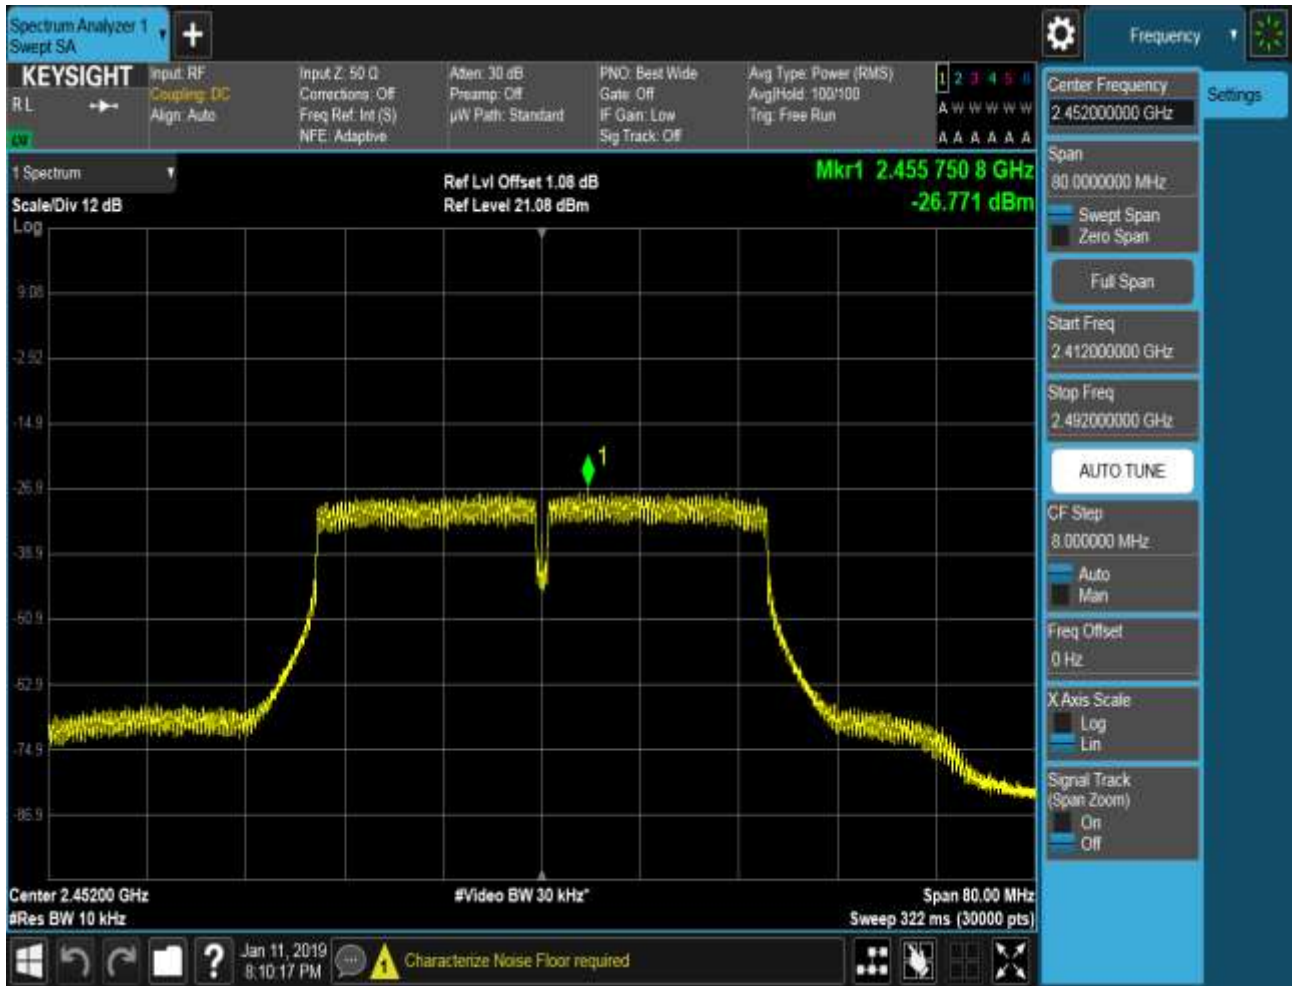 Spectrum Analyzer 1
Swept SA
+
Frequency
KEYSIGHT
R L
Input: RF
Coupling: DC
Align: Auto
Input Z: 50 Ω
Corrections: Off
Freq Ref: Int (S)
NFE: Adaptive
Atten: 30 dB
Preamp: Off
µW Path: Standard
PNO: Best Wide
Gate: Off
IF Gain: Low
Sig Track: Off
Avg Type: Power (RMS)
Avg|Hold: 100/100
Trig: Free Run
1 2 3 4 5 6
A W W W W W
A A A A A A
1 Spectrum
Scale/Div 12 dB
Log
Ref Lvl Offset 1.08 dB
Ref Level 21.08 dBm
Mkr1 2.455 750 8 GHz
-26.771 dBm
9.08
-2.92
-14.9
-26.9
-38.9
-50.9
-62.9
-74.9
-86.9
1
Center 2.45200 GHz
#Res BW 10 kHz
#Video BW 30 kHz*
Span 80.00 MHz
Sweep 322 ms (30000 pts)
Center Frequency
2.452000000 GHz
Settings
Span
80.0000000 MHz
Swept Span
Zero Span
Full Span
Start Freq
2.412000000 GHz
Stop Freq
2.492000000 GHz
AUTO TUNE
CF Step
8.000000 MHz
Auto
Man
Freq Offset
0 Hz
X Axis Scale
Log
Lin
Signal Track
(Span Zoom)
On
Off
?
Jan 11, 2019
8:10:17 PM
1
Characterize Noise Floor required